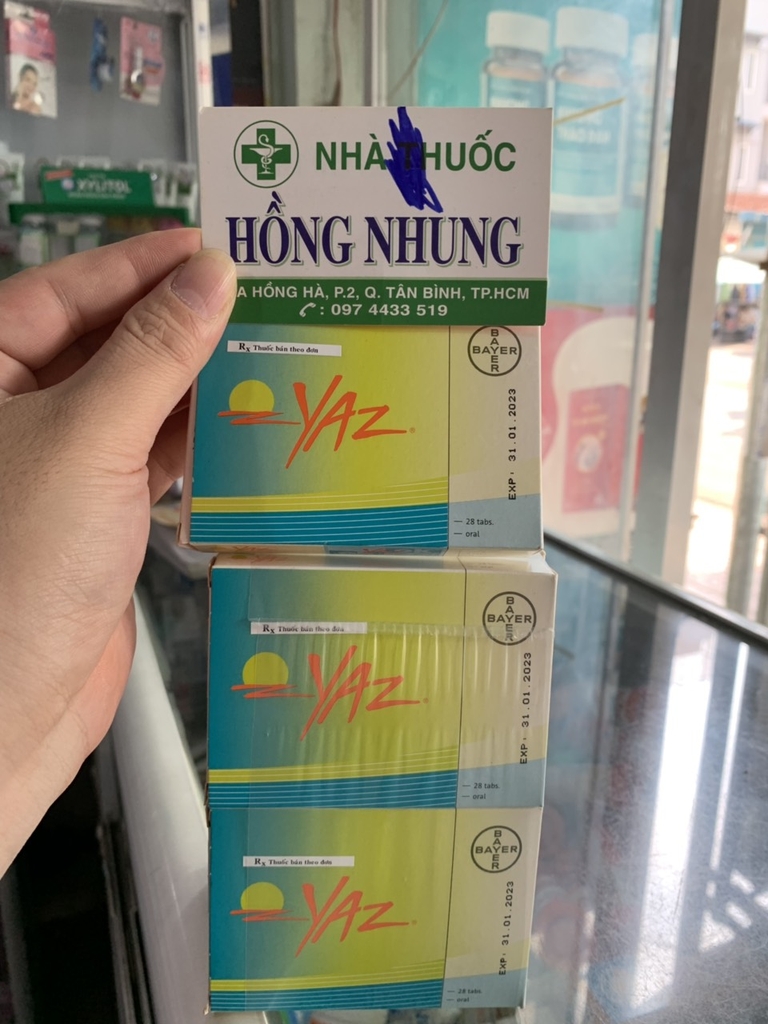 XYLITOL
NHÀ THUỐC
HỒNG NHUNG
A HỒNG HÀ, P.2, Q. TÂN BÌNH, TP.HCM
: 097 4433 519
Rx Thuốc bán theo đơn
BAYER
BAYER
YAZ
EXP: 31.01.2023
— 28 tabs.
— oral
Rx Thuốc bán theo đơn
BAYER
BAYER
YAZ
EXP: 31.01.2023
— 28 tabs.
— oral
Rx Thuốc bán theo đơn
BAYER
BAYER
YAZ
EXP: 31.01.2023
— 28 tabs.
— oral